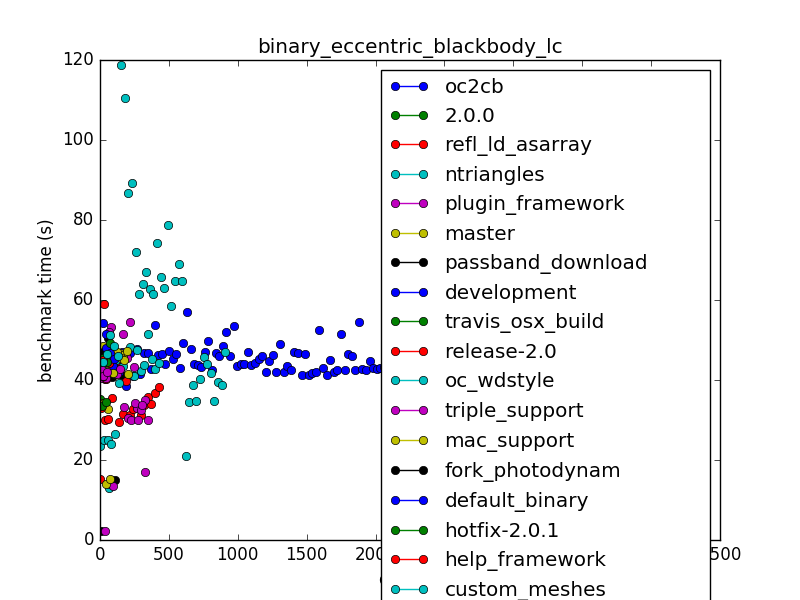 binary_eccentric_blackbody_lc
120
100
80
60
40
20
0
benchmark time (s)
0
500
1000
1500
200
500
oc2cb
2.0.0
refl_ld_asarray
ntriangles
plugin_framework
master
passband_download
development
travis_osx_build
release-2.0
oc_wdstyle
triple_support
mac_support
fork_photodynam
default_binary
hotfix-2.0.1
help_framework
custom_meshes